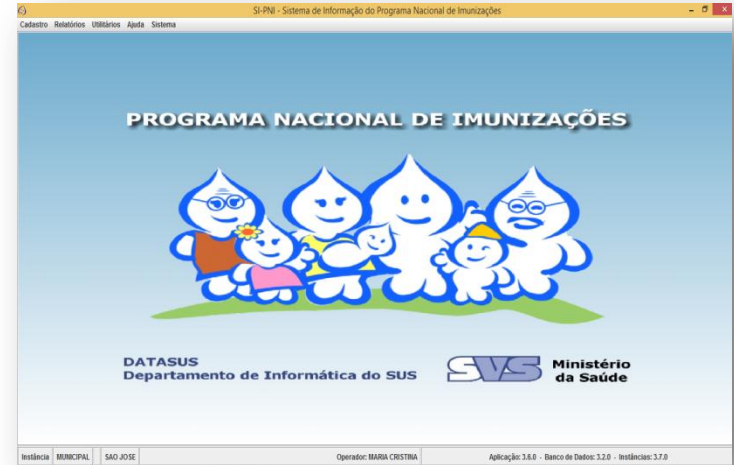 SI-PNI - Sistema de Informação do Programa Nacional de Imunizações
Cadastro Relatórios Utilitários Ajuda Sistema
PROGRAMA NACIONAL DE IMUNIZAÇÕES
DATASUS
Departamento de Informática do SUS
SVS
Ministério
da Saúde
Instância MUNICIPAL SAO JOSE Operador: MARIA CRISTINA Aplicação: 3.6.0 - Banco de Dados: 3.2.0 - Instâncias: 3.7.0